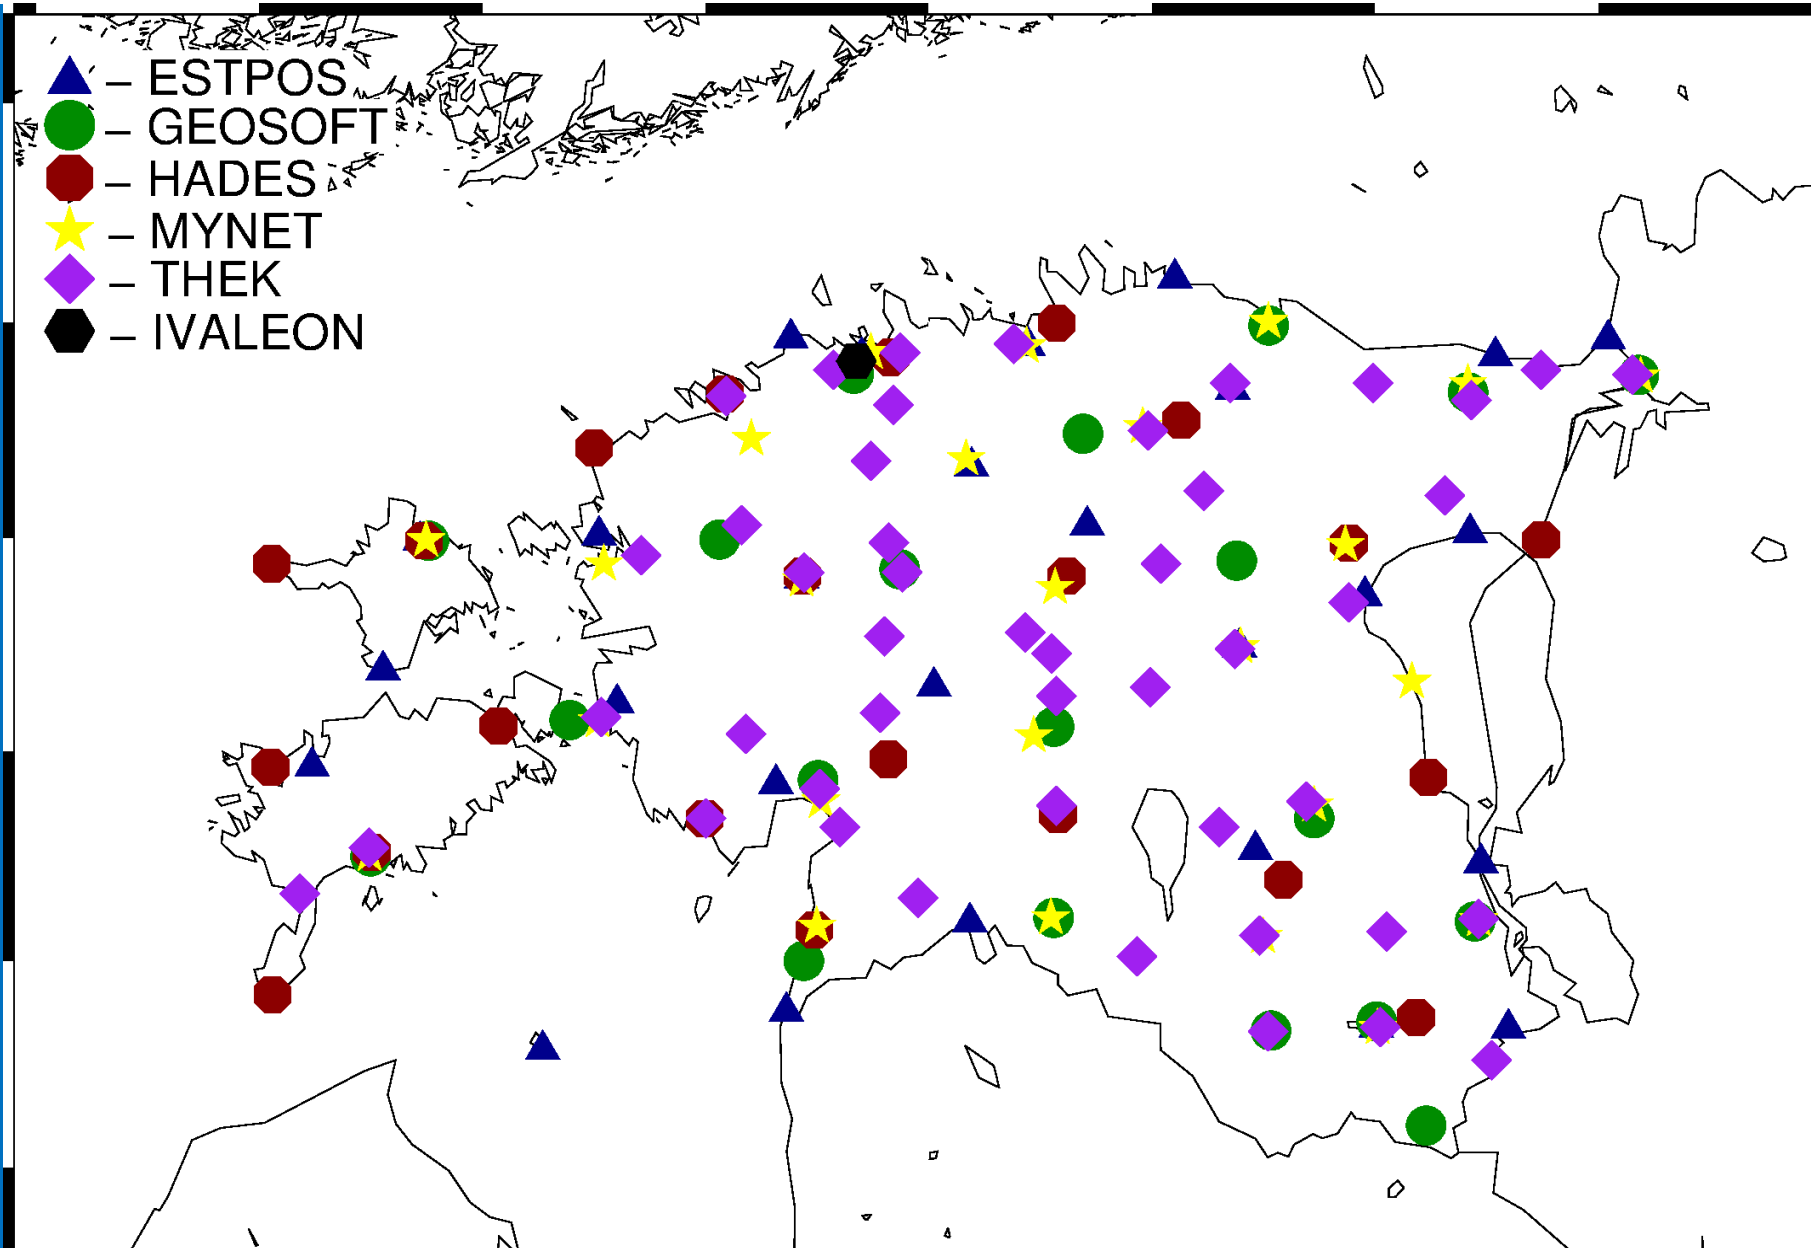 – ESTPOS
– GEOSOFT
– HADES
– MYNET
– THEK
– IVALEON